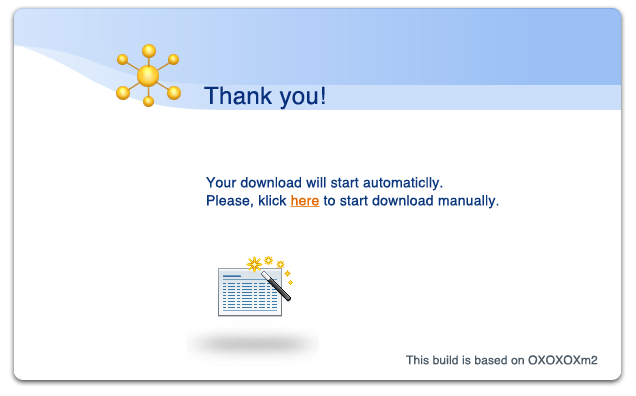 Thank you!
Your download will start automaticlly.
Please, klick here to start download manually.
This build is based on OXOXOXm2